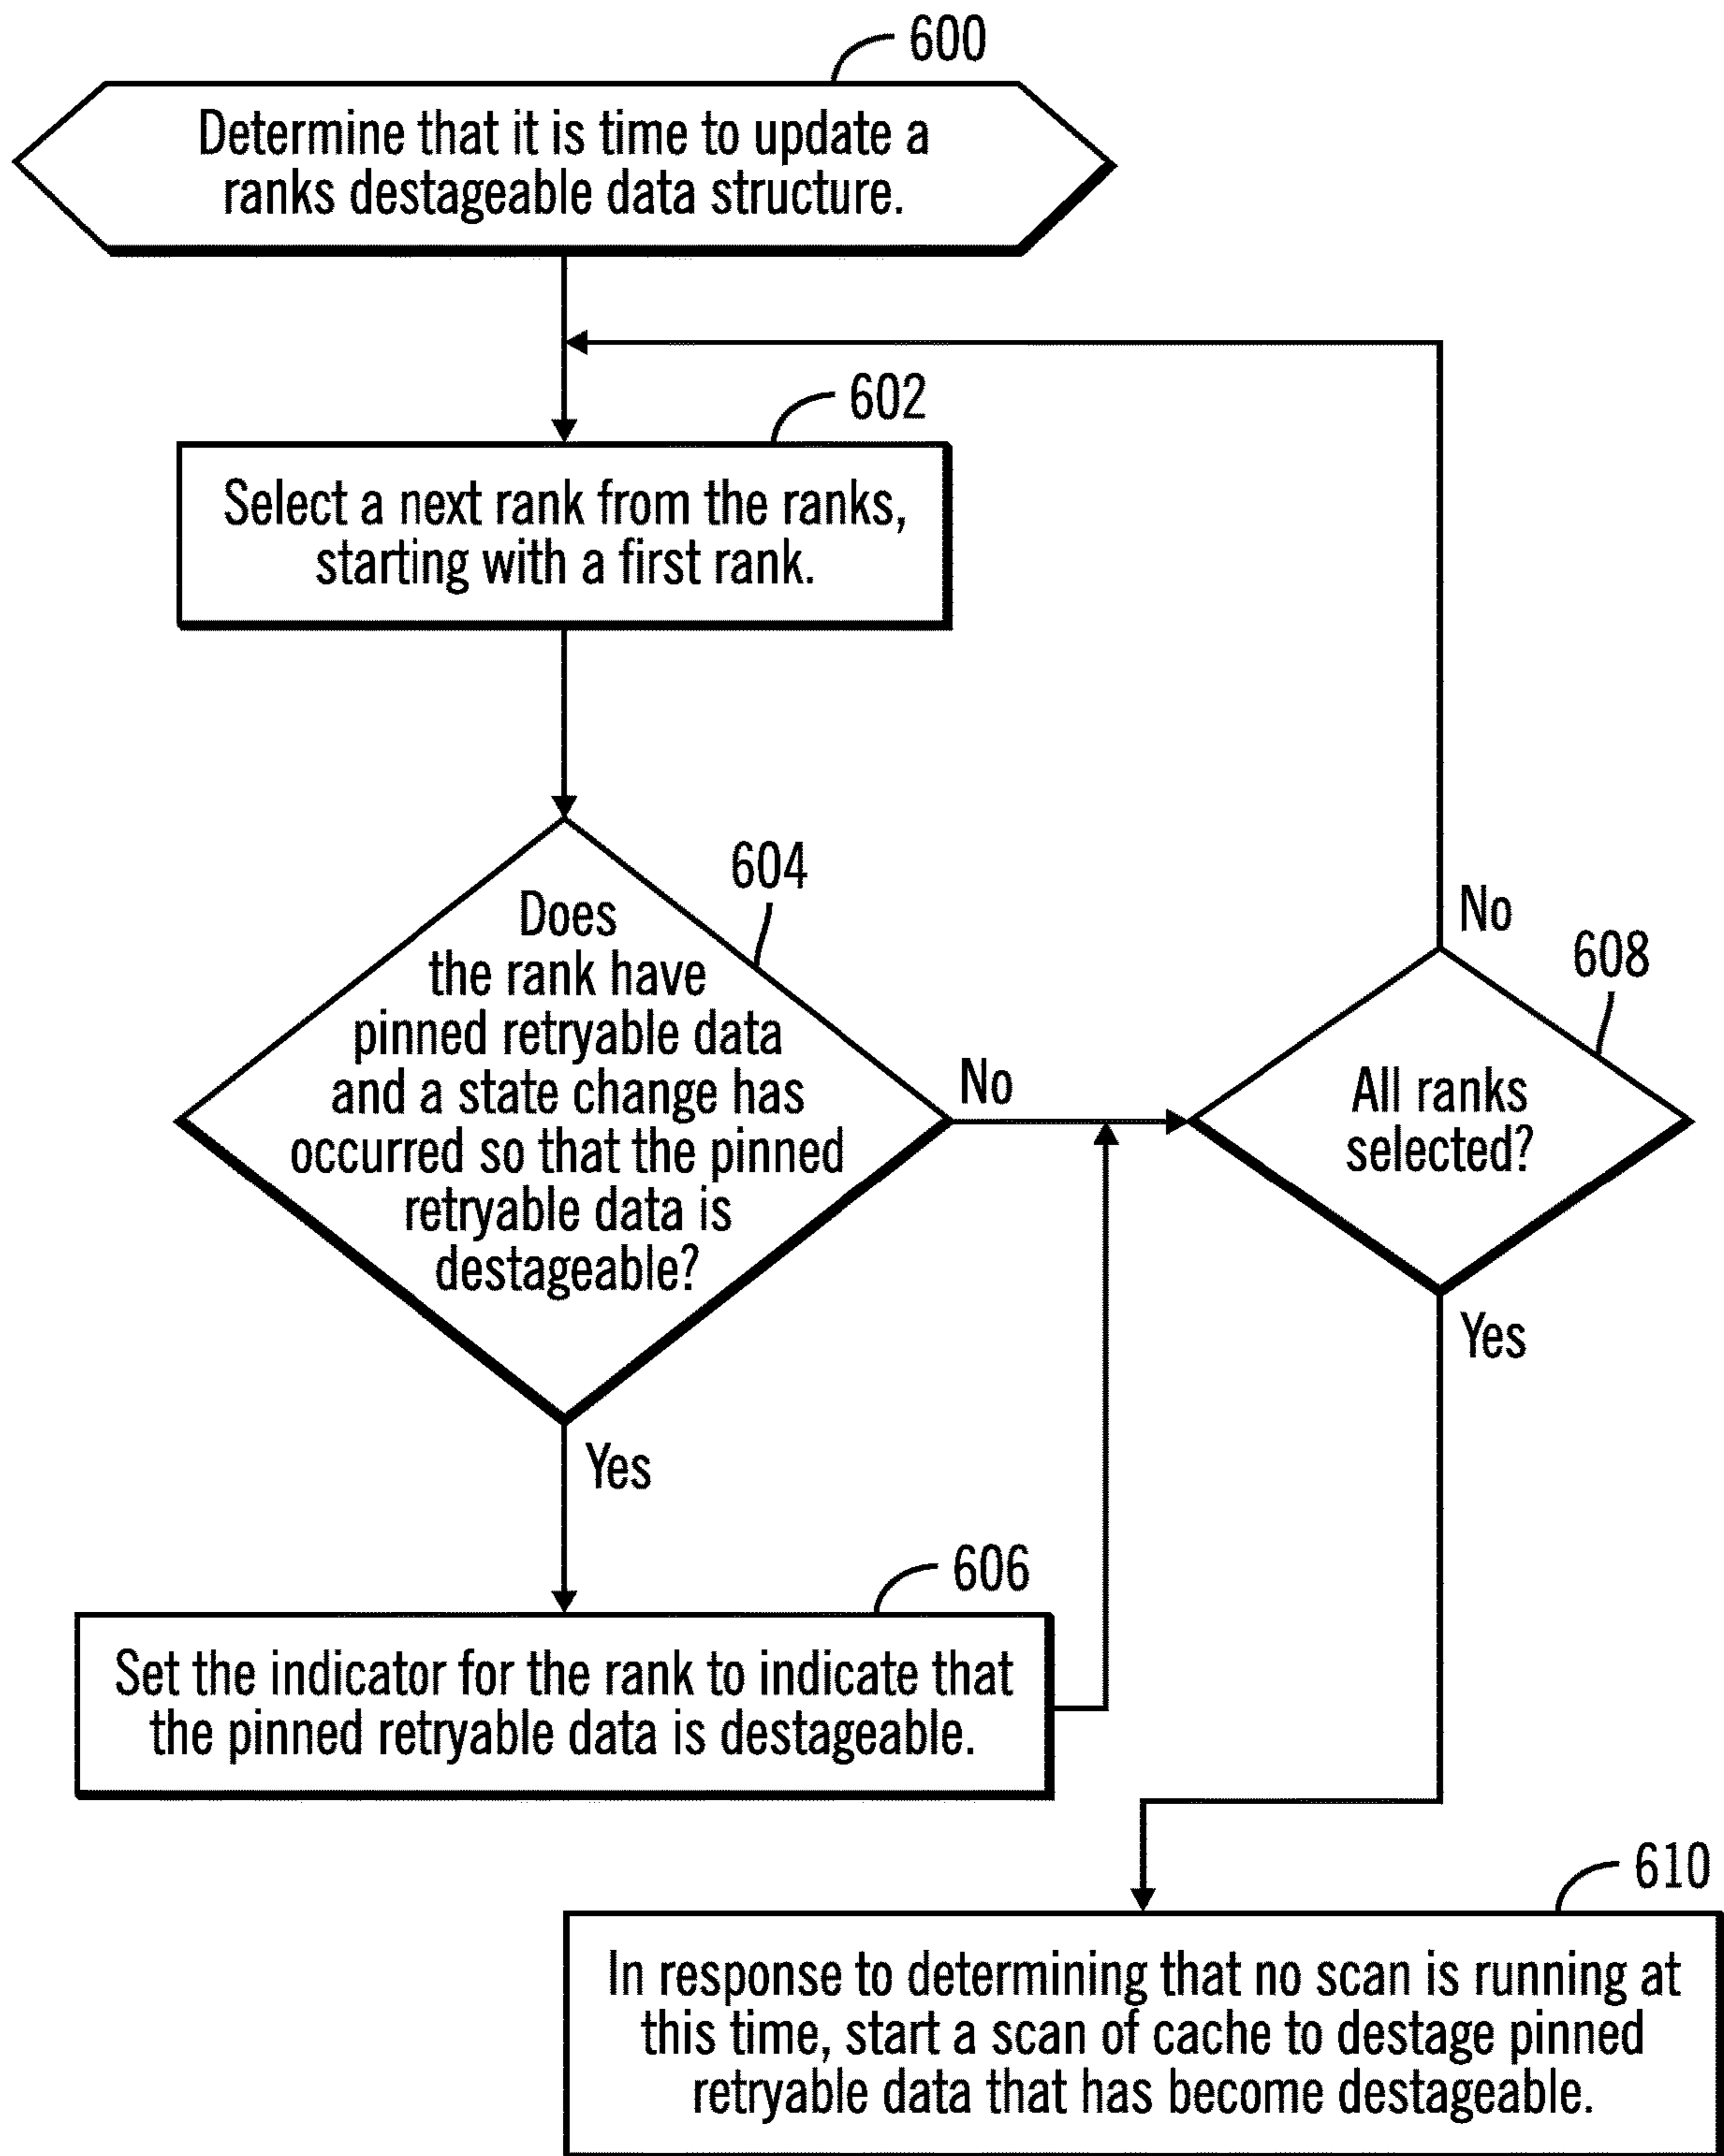 600
Determine that it is time to update a
ranks destageable data structure.
602
Select a next rank from the ranks,
starting with a first rank.
604
Does
the rank have
pinned retryable data
and a state change has
occurred so that the pinned
retryable data is
destageable?
No
Yes
608
All ranks
selected?
No
Yes
606
Set the indicator for the rank to indicate that
the pinned retryable data is destageable.
610
In response to determining that no scan is running at
this time, start a scan of cache to destage pinned
retryable data that has become destageable.